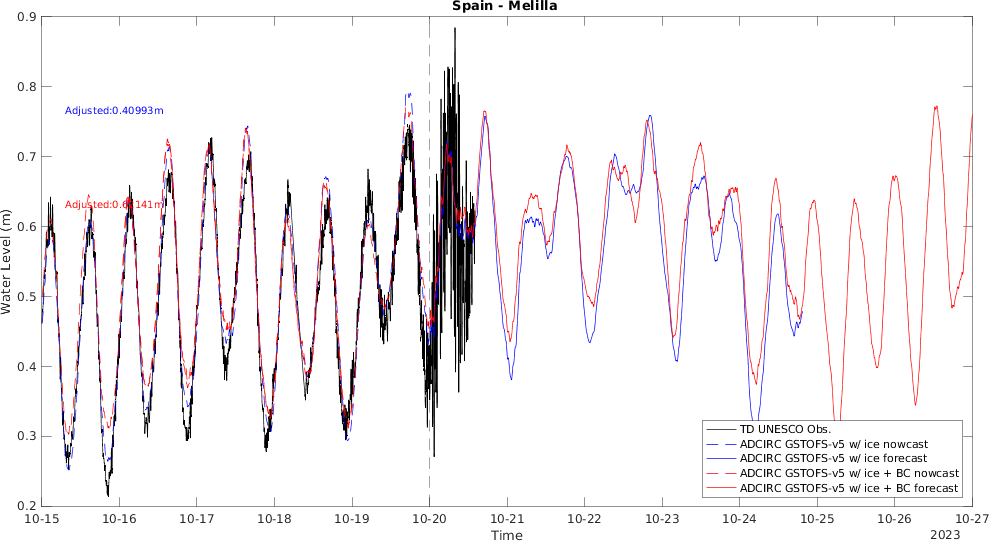 Spain - Melilla
0.9
0.8
0.7
0.6
0.5
0.4
0.3
0.2
Water Level (m)
Adjusted:0.40993m
TD UNESCO Obs.
ADCIRC GSTOFS-v5 w/ ice nowcast
ADCIRC GSTOFS-v5 w/ ice forecast
ADCIRC GSTOFS-v5 w/ ice + BC nowcast
ADCIRC GSTOFS-v5 w/ ice + BC forecast
10-15 10-16 10-17 10-18 10-19 10-20 10-21 10-22 10-23 10-24 10-25 10-26 10-27
Time
2023